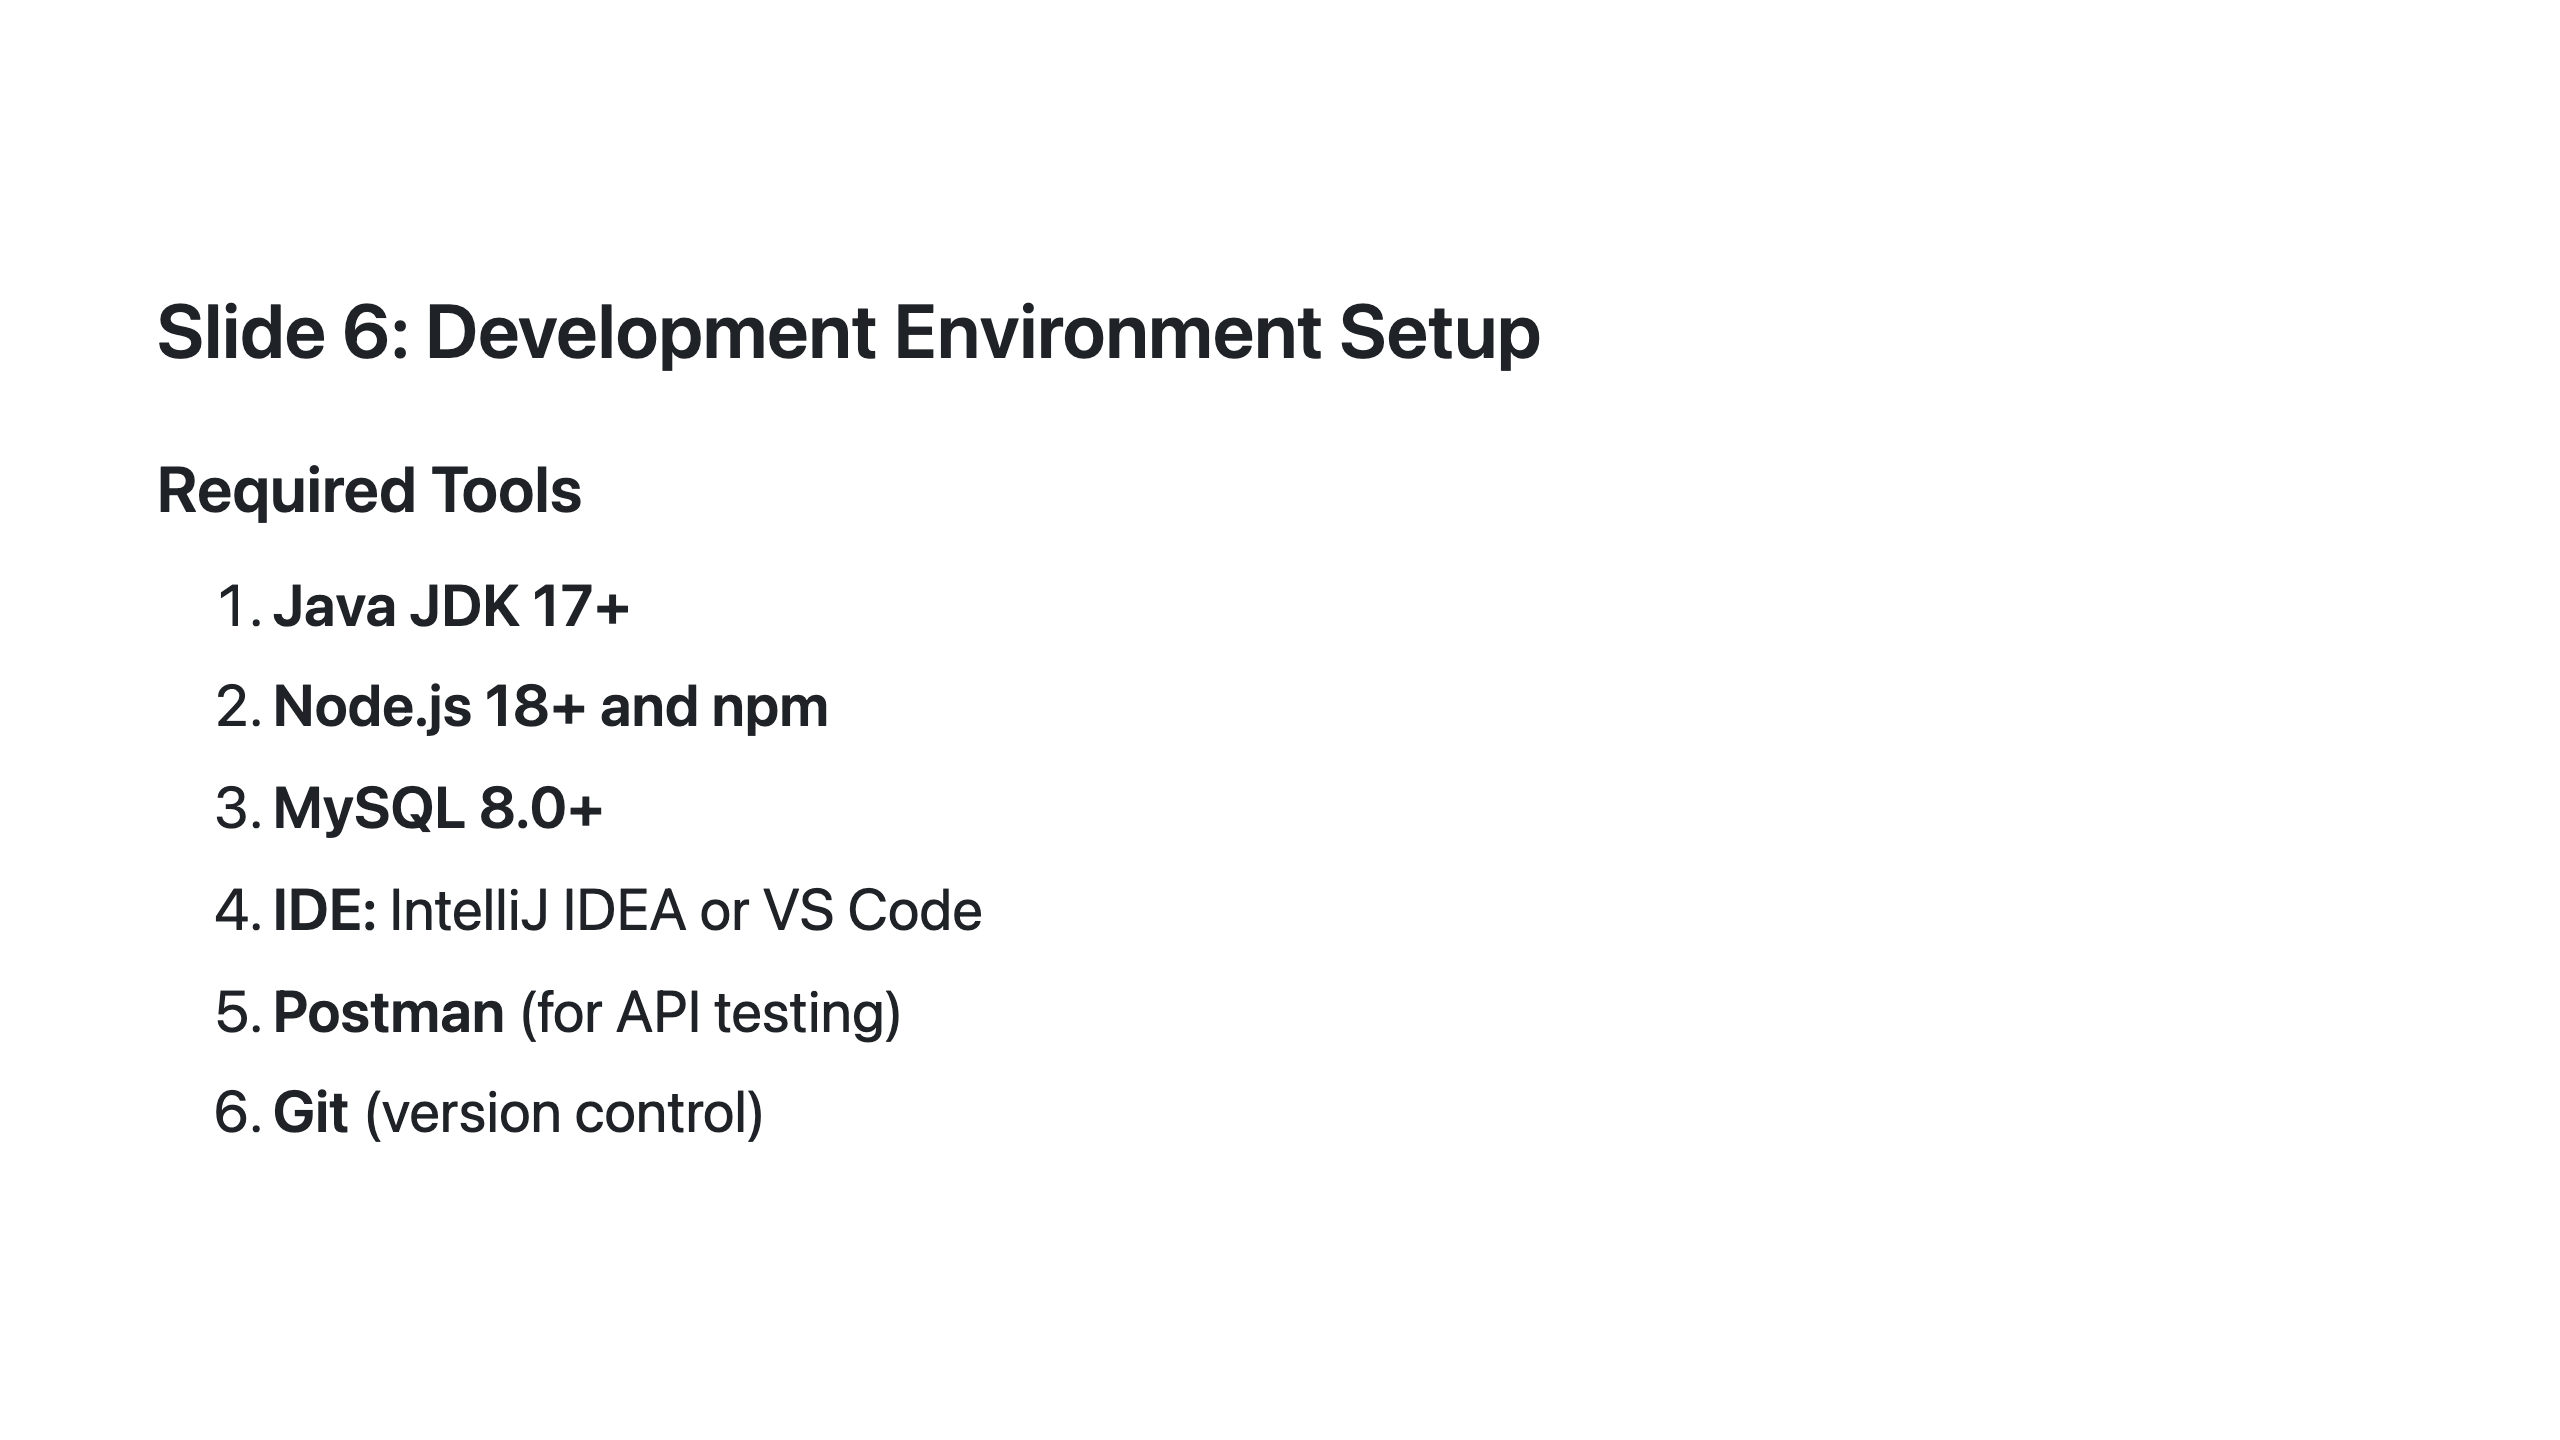 Slide 6: Development Environment Setup
Required Tools
1. Java JDK 17+
2. Node.js 18+ and npm
3. MySQL 8.0+
4. IDE: IntelliJ IDEA or VS Code
5. Postman (for API testing)
6. Git (version control)